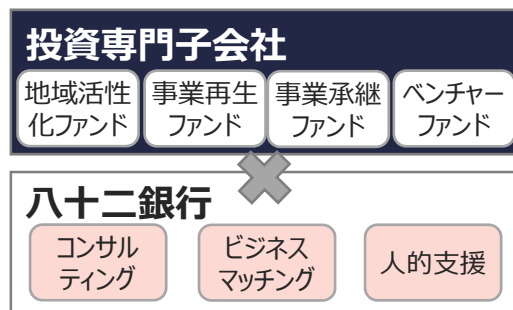 投資専門子会社
地域活性
化ファンド
事業再生
ファンド
事業承継
ファンド
ベンチャー
ファンド
八十二銀行
コンサル
ティング
ビジネス
マッチング
人的支援